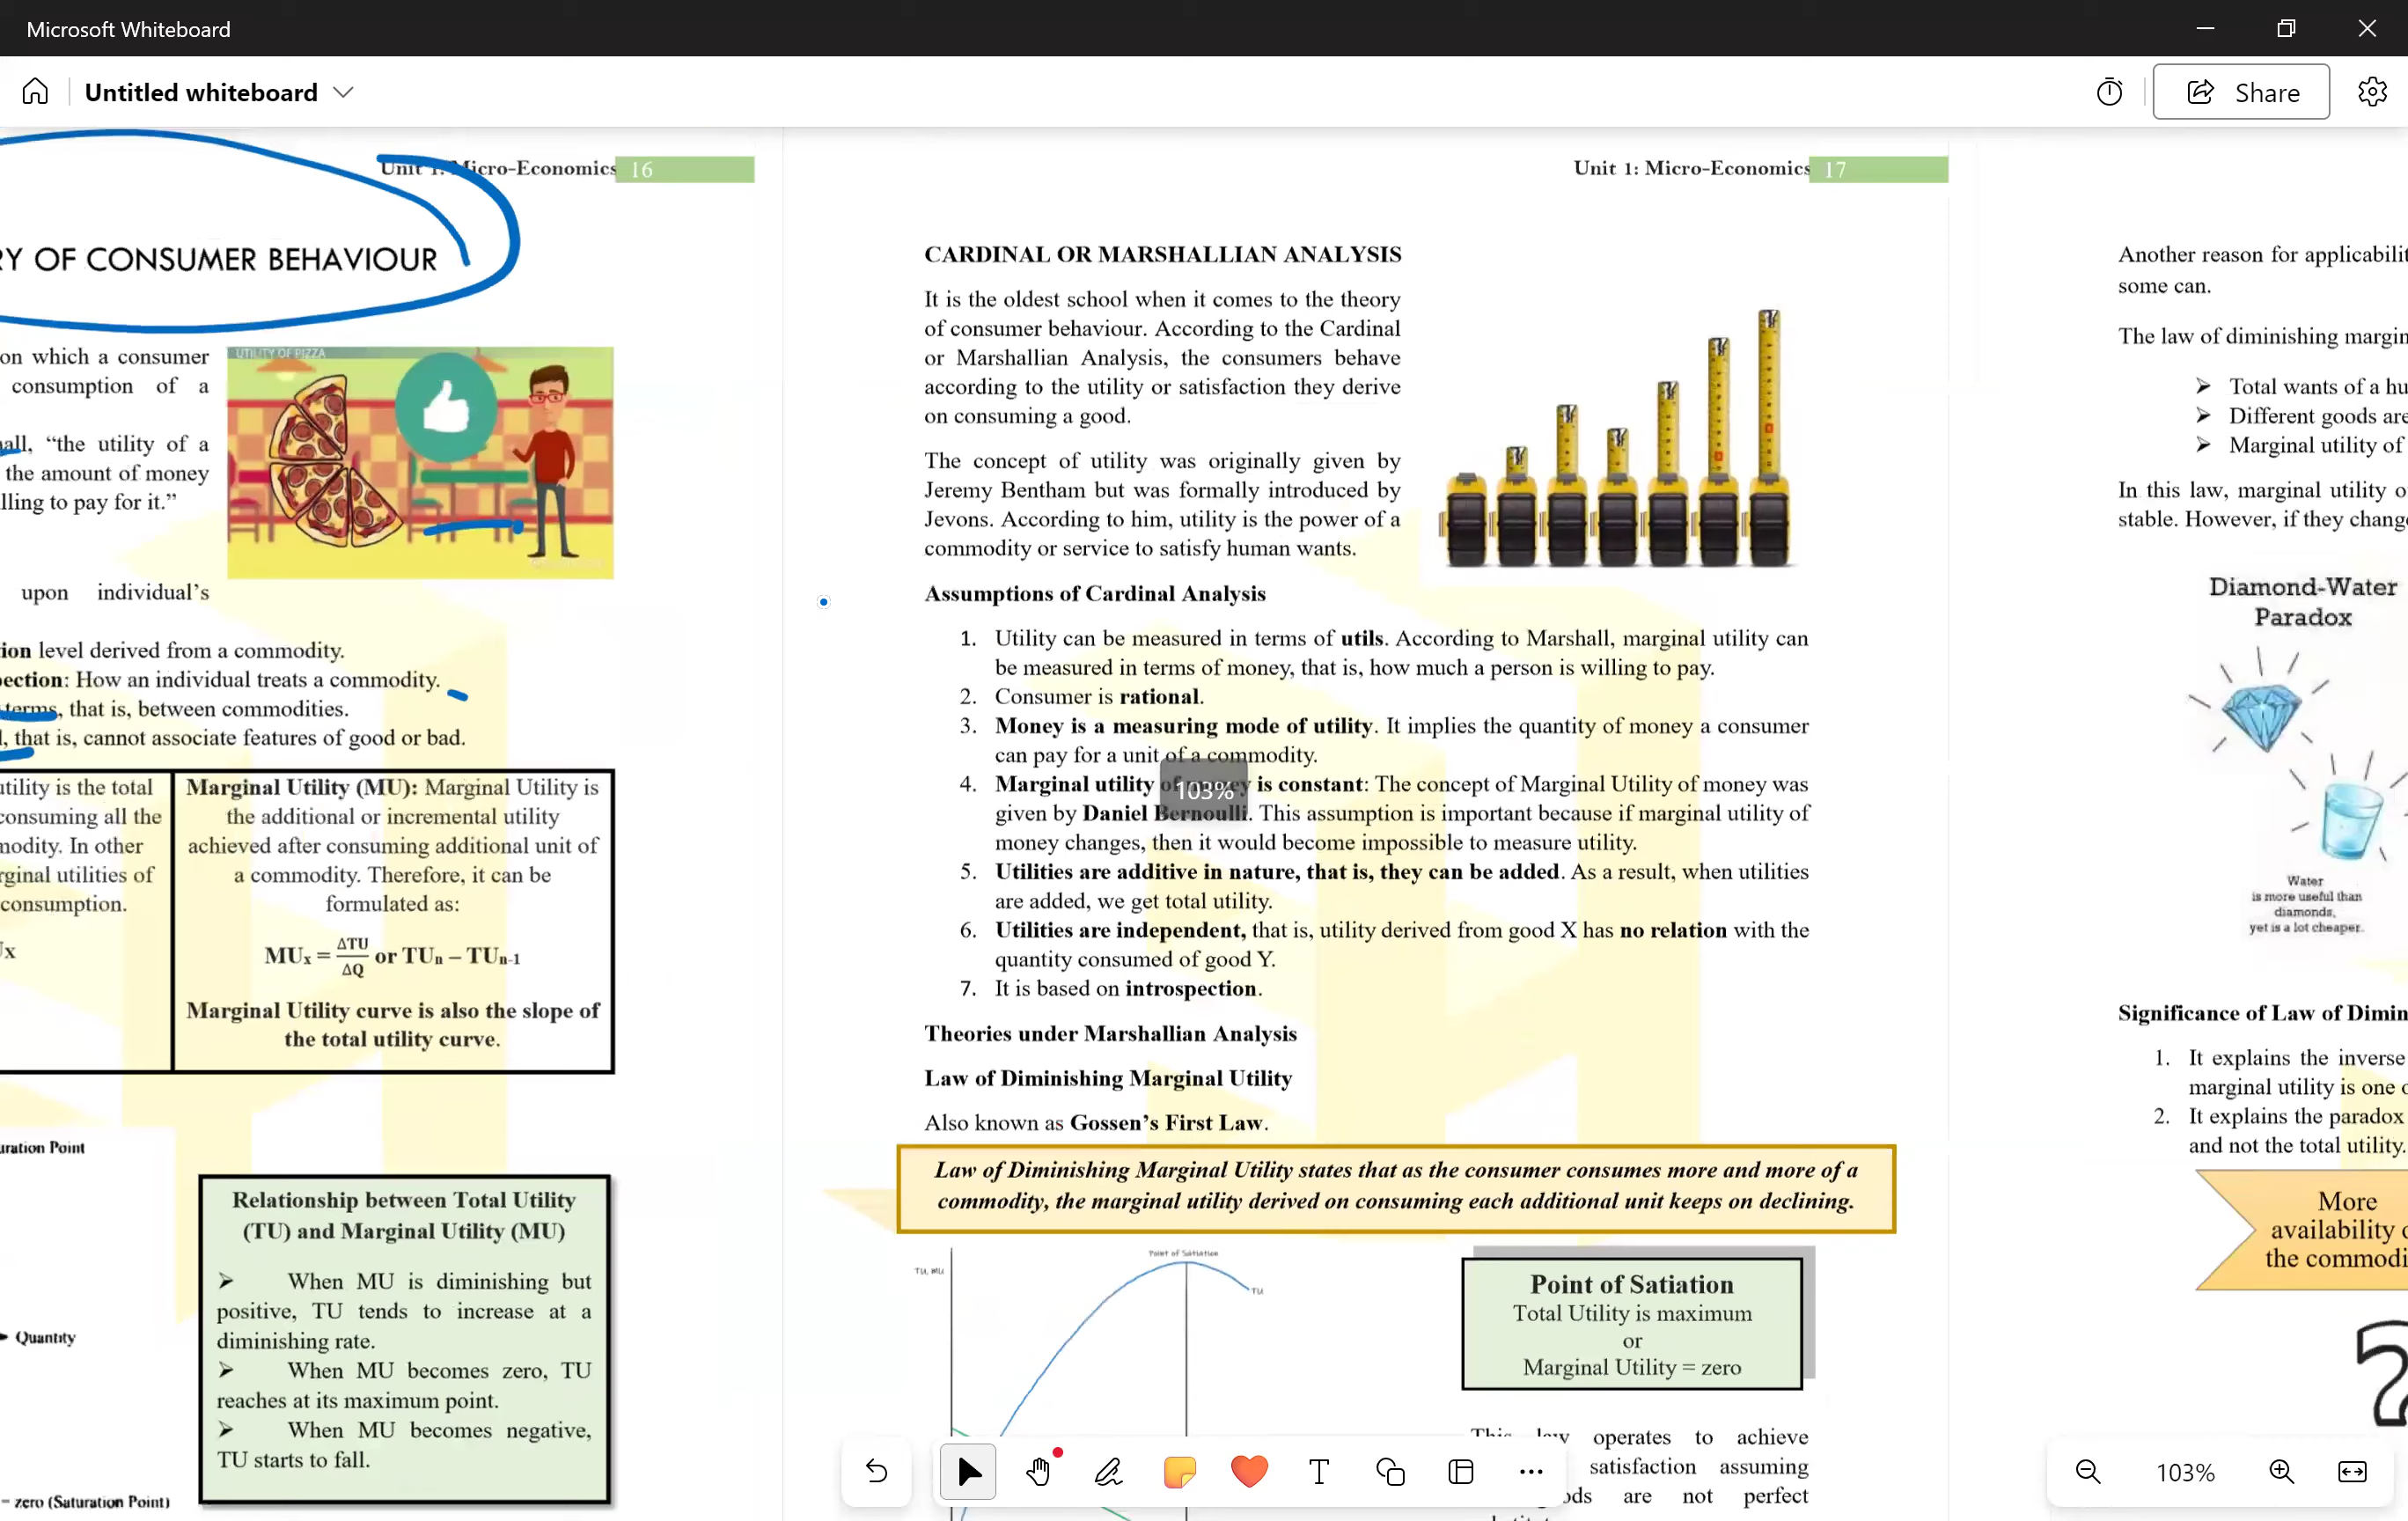 Microsoft Whiteboard
Untitled whiteboard
Share
Unit 1: Micro-Economics 16
OF CONSUMER BEHAVIOUR
on which a consumer
consumption of a
"the utility of a
the amount of money
to pay for it."
UTILITY OF PIZZA
upon individual's
level derived from a commodity.
: How an individual treats a commodity.
terms, that is, between commodities.
that is, cannot associate features of good or bad.
utility is the total
consuming all the
In other
utilities of
consumption.
Marginal Utility (MU): Marginal Utility is
the additional or incremental utility
achieved after consuming additional unit of
a commodity. Therefore, it can be
formulated as:
MUx = ΔTU/ΔQ or TUn – TUn-1
Marginal Utility curve is also the slope of
the total utility curve.
Point
Quantity
= zero (Saturation Point)
Relationship between Total Utility
(TU) and Marginal Utility (MU)
➤ When MU is diminishing but
positive, TU tends to increase at a
diminishing rate.
➤ When MU becomes zero, TU
reaches at its maximum point.
➤ When MU becomes negative,
TU starts to fall.
Unit 1: Micro-Economics 17
CARDINAL OR MARSHALLIAN ANALYSIS
It is the oldest school when it comes to the theory
of consumer behaviour. According to the Cardinal
or Marshallian Analysis, the consumers behave
according to the utility or satisfaction they derive
on consuming a good.
The concept of utility was originally given by
Jeremy Bentham but was formally introduced by
Jevons. According to him, utility is the power of a
commodity or service to satisfy human wants.
Assumptions of Cardinal Analysis
1. Utility can be measured in terms of utils. According to Marshall, marginal utility can
be measured in terms of money, that is, how much a person is willing to pay.
2. Consumer is rational.
3. Money is a measuring mode of utility. It implies the quantity of money a consumer
can pay for a unit of a commodity.
4. Marginal utility of money is constant: The concept of Marginal Utility of money was
given by Daniel Bernoulli. This assumption is important because if marginal utility of
money changes, then it would become impossible to measure utility.
103%
5. Utilities are additive in nature, that is, they can be added. As a result, when utilities
are added, we get total utility.
6. Utilities are independent, that is, utility derived from good X has no relation with the
quantity consumed of good Y.
7. It is based on introspection.
Theories under Marshallian Analysis
Law of Diminishing Marginal Utility
Also known as Gossen's First Law.
Law of Diminishing Marginal Utility states that as the consumer consumes more and more of a
commodity, the marginal utility derived on consuming each additional unit keeps on declining.
TU, MU
Point of Satiation
TU
Point of Satiation
Total Utility is maximum
or
Marginal Utility = zero
This law operates to achieve
satisfaction assuming
are not perfect
Another reason for
some can.
The law of diminishing
➤ Total wants of a
➤ Different goods
➤ Marginal utility of
In this law, marginal utility
stable. However, if they
Diamond-Water
Paradox
Water
is more useful than
diamonds,
yet is a lot cheaper.
Significance of Law of
1. It explains the inverse
marginal utility is one
2. It explains the paradox
and not the total utility.
More
availability
the
?
103%